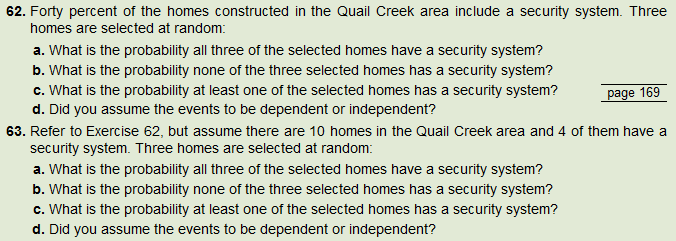 62. Forty percent of the homes constructed in the Quail Creek area include a security system. Three
homes are selected at random:
a. What is the probability all three of the selected homes have a security system?
b. What is the probability none of the three selected homes has a security system?
c. What is the probability at least one of the selected homes has a security system?
page 169
d. Did you assume the events to be dependent or independent?
63. Refer to Exercise 62, but assume there are 10 homes in the Quail Creek area and 4 of them have a
security system. Three homes are selected at random:
a. What is the probability all three of the selected homes have a security system?
b. What is the probability none of the three selected homes has a security system?
c. What is the probability at least one of the selected homes has a security system?
d. Did you assume the events to be dependent or independent?